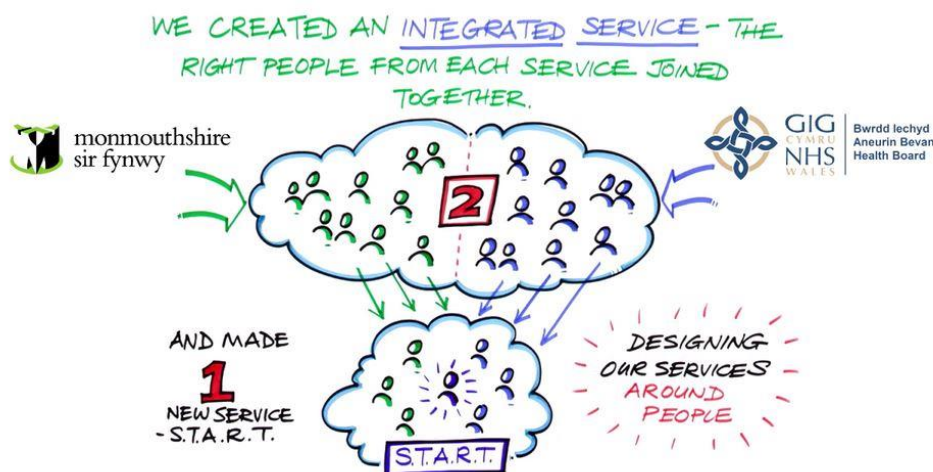 WE CREATED AN INTEGRATED SERVICE - THE
RIGHT PEOPLE FROM EACH SERVICE JOINED
TOGETHER.
monmouthshire
sir fynwy
GIG
CYMRU
NHS
WALES
Bwrdd Iechyd
Aneurin Bevan
Health Board
2
AND MADE
1
NEW SERVICE
- S.T.A.R.T.
DESIGNING
OUR SERVICES
AROUND
PEOPLE
S.T.A.R.T.